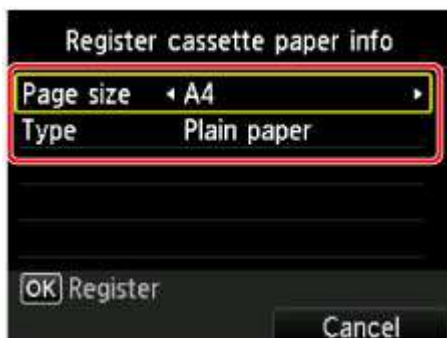 Register cassette paper info
Page size A4
Type Plain paper
OK Register
Cancel